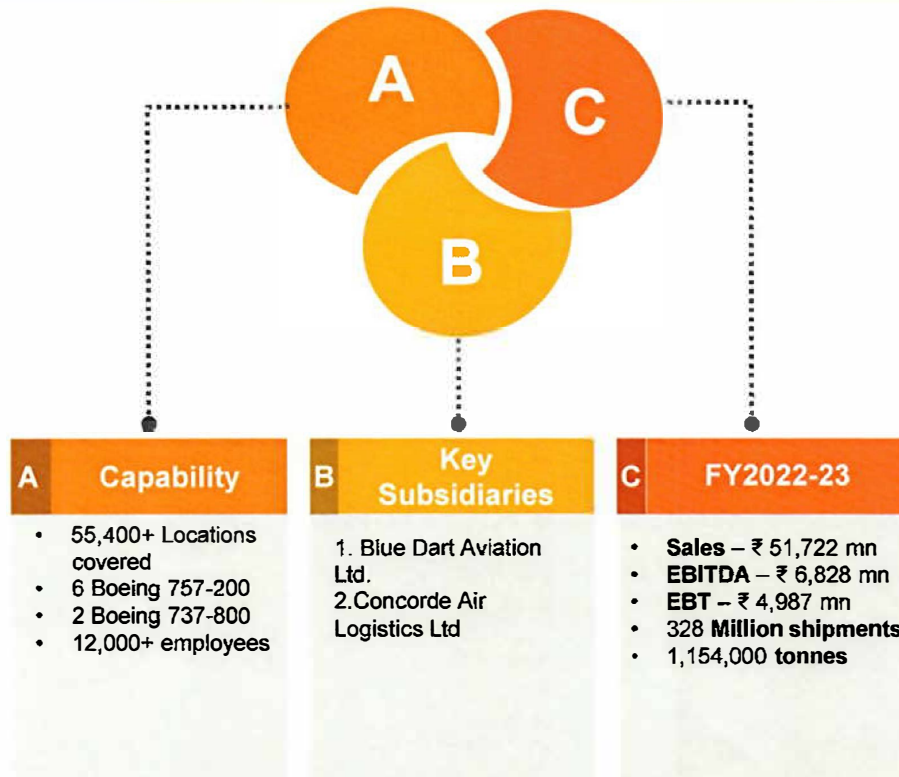 A
C
B
A Capability
• 55,400+ Locations
covered
• 6 Boeing 757-200
• 2 Boeing 737-800
• 12,000+ employees
B Key
Subsidiaries
1. Blue Dart Aviation
Ltd.
2.Concorde Air
Logistics Ltd
C FY2022-23
• Sales – ₹ 51,722 mn
• EBITDA – ₹ 6,828 mn
• EBT – ₹ 4,987 mn
• 328 Million shipments
• 1,154,000 tonnes